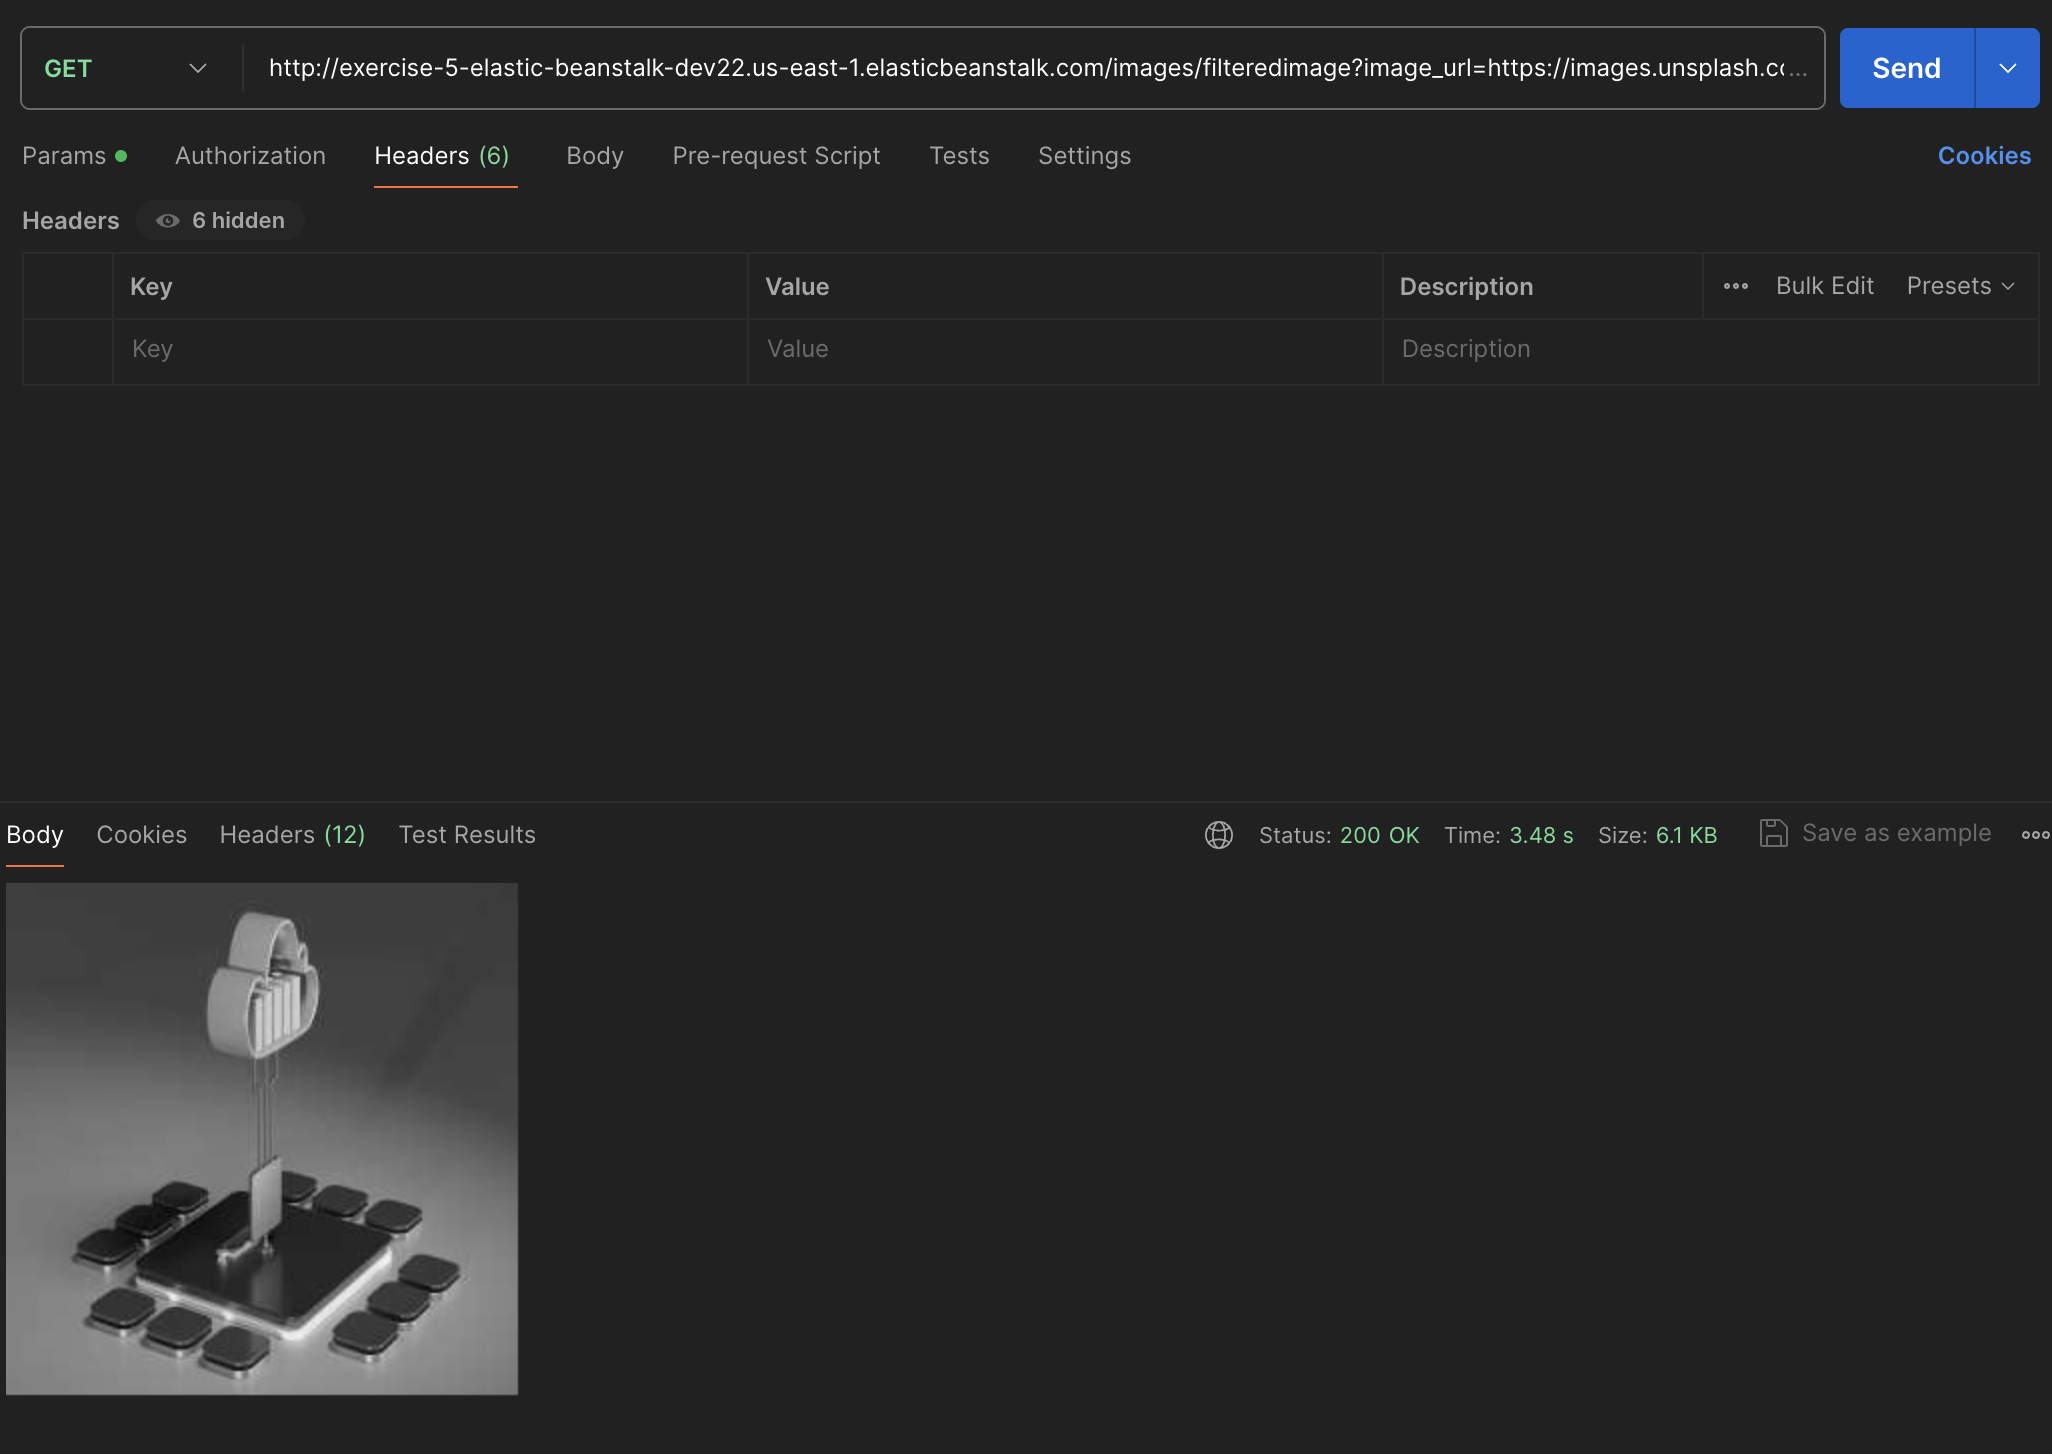 GET
http://exercise-5-elastic-beanstalk-dev22.us-east-1.elasticbeanstalk.com/images/filteredimage?image_url=https://images.unsplash.co...
Send
Params Authorization Headers (6) Body Pre-request Script Tests Settings Cookies
Headers 6 hidden
Key Value Description Bulk Edit Presets
Key Value Description
Body Cookies Headers (12) Test Results Status: 200 OK Time: 3.48 s Size: 6.1 KB Save as example